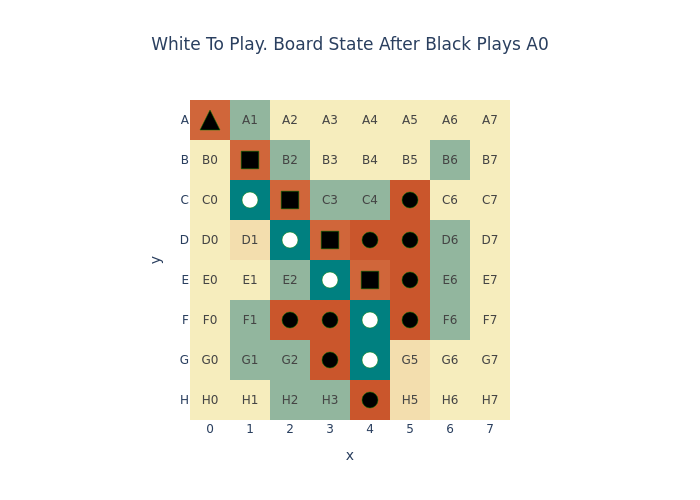 White To Play. Board State After Black Plays A0
A A1 A2 A3 A4 A5 A6 A7
B B0 B2 B3 B4 B5 B6 B7
C C0 C3 C4 C6 C7
D D0 D1 D6 D7
y
E E0 E1 E2 E6 E7
F F0 F1 F6 F7
G G0 G1 G2 G5 G6 G7
H H0 H1 H2 H3 H5 H6 H7
0 1 2 3 4 5 6 7
x